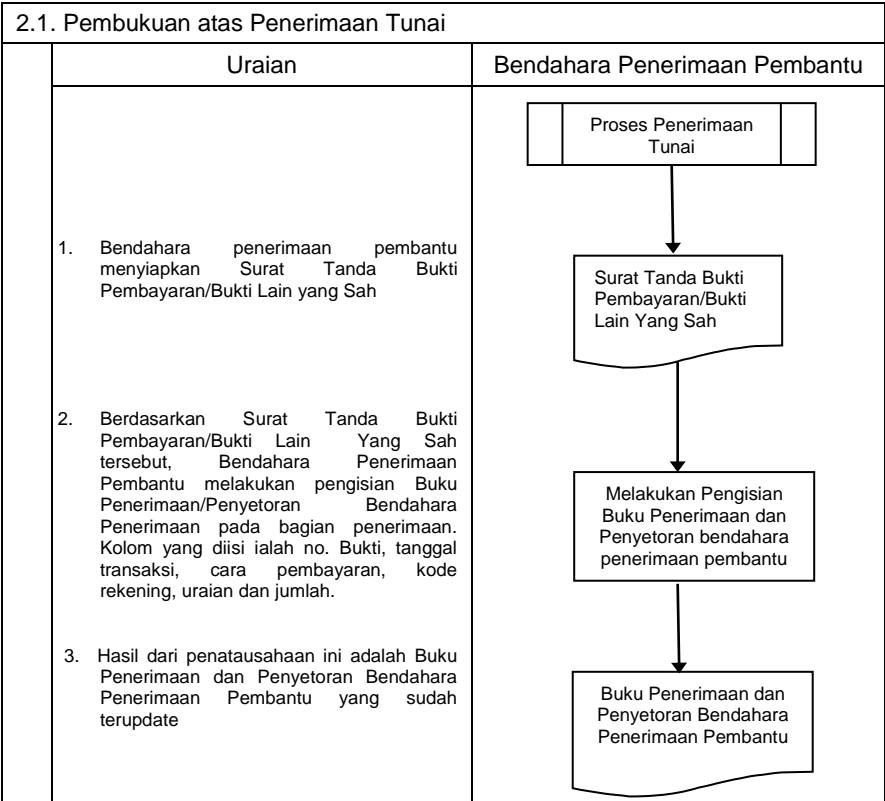 2.1. Pembukuan atas Penerimaan Tunai
Uraian
Bendahara Penerimaan Pembantu
1. Bendahara penerimaan pembantu
menyiapkan Surat Tanda Bukti
Pembayaran/Bukti Lain yang Sah
2. Berdasarkan Surat Tanda Bukti
Pembayaran/Bukti Lain Yang Sah
tersebut, Bendahara Penerimaan
Pembantu melakukan pengisian Buku
Penerimaan/Penyetoran Bendahara
Penerimaan pada bagian penerimaan.
Kolom yang diisi ialah no. Bukti, tanggal
transaksi, cara pembayaran, kode
rekening, uraian dan jumlah.
3. Hasil dari penatausahaan ini adalah Buku
Penerimaan dan Penyetoran Bendahara
Penerimaan Pembantu yang sudah
terupdate
Proses Penerimaan
Tunai
Surat Tanda Bukti
Pembayaran/Bukti
Lain Yang Sah
Melakukan Pengisian
Buku Penerimaan dan
Penyetoran bendahara
penerimaan pembantu
Buku Penerimaan dan
Penyetoran Bendahara
Penerimaan Pembantu